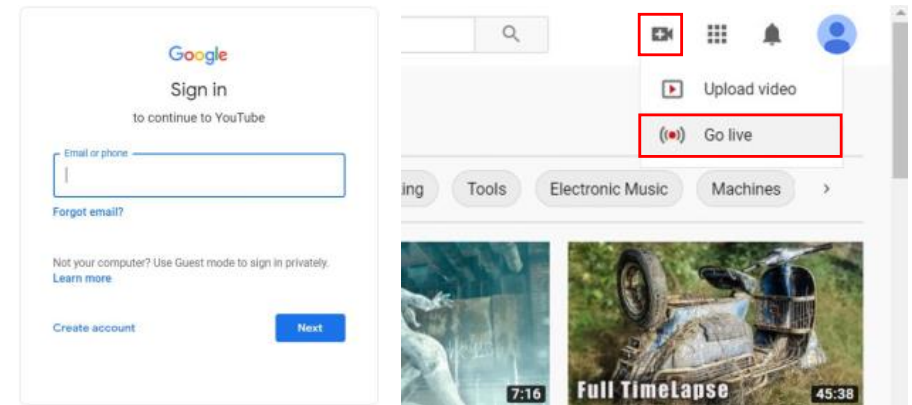 Google
Sign in
to continue to YouTube
Email or phone
Forgot email?
Not your computer? Use Guest mode to sign in privately.
Learn more
Create account
Next
Upload video
Go live
ing
Tools
Electronic Music
Machines
7:16
Full TimeLapse
45:38